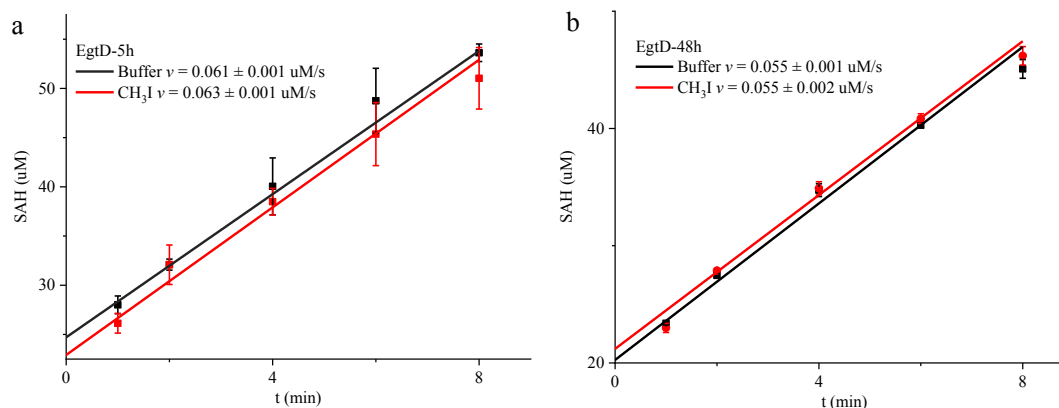 a
EgtD-5h
Buffer v = 0.061 ± 0.001 uM/s
CH₃I v = 0.063 ± 0.001 uM/s
50
30
SAH (uM)
0 4 8
t (min)
b
EgtD-48h
Buffer v = 0.055 ± 0.001 uM/s
CH₃I v = 0.055 ± 0.002 uM/s
40
20
SAH (uM)
0 4 8
t (min)